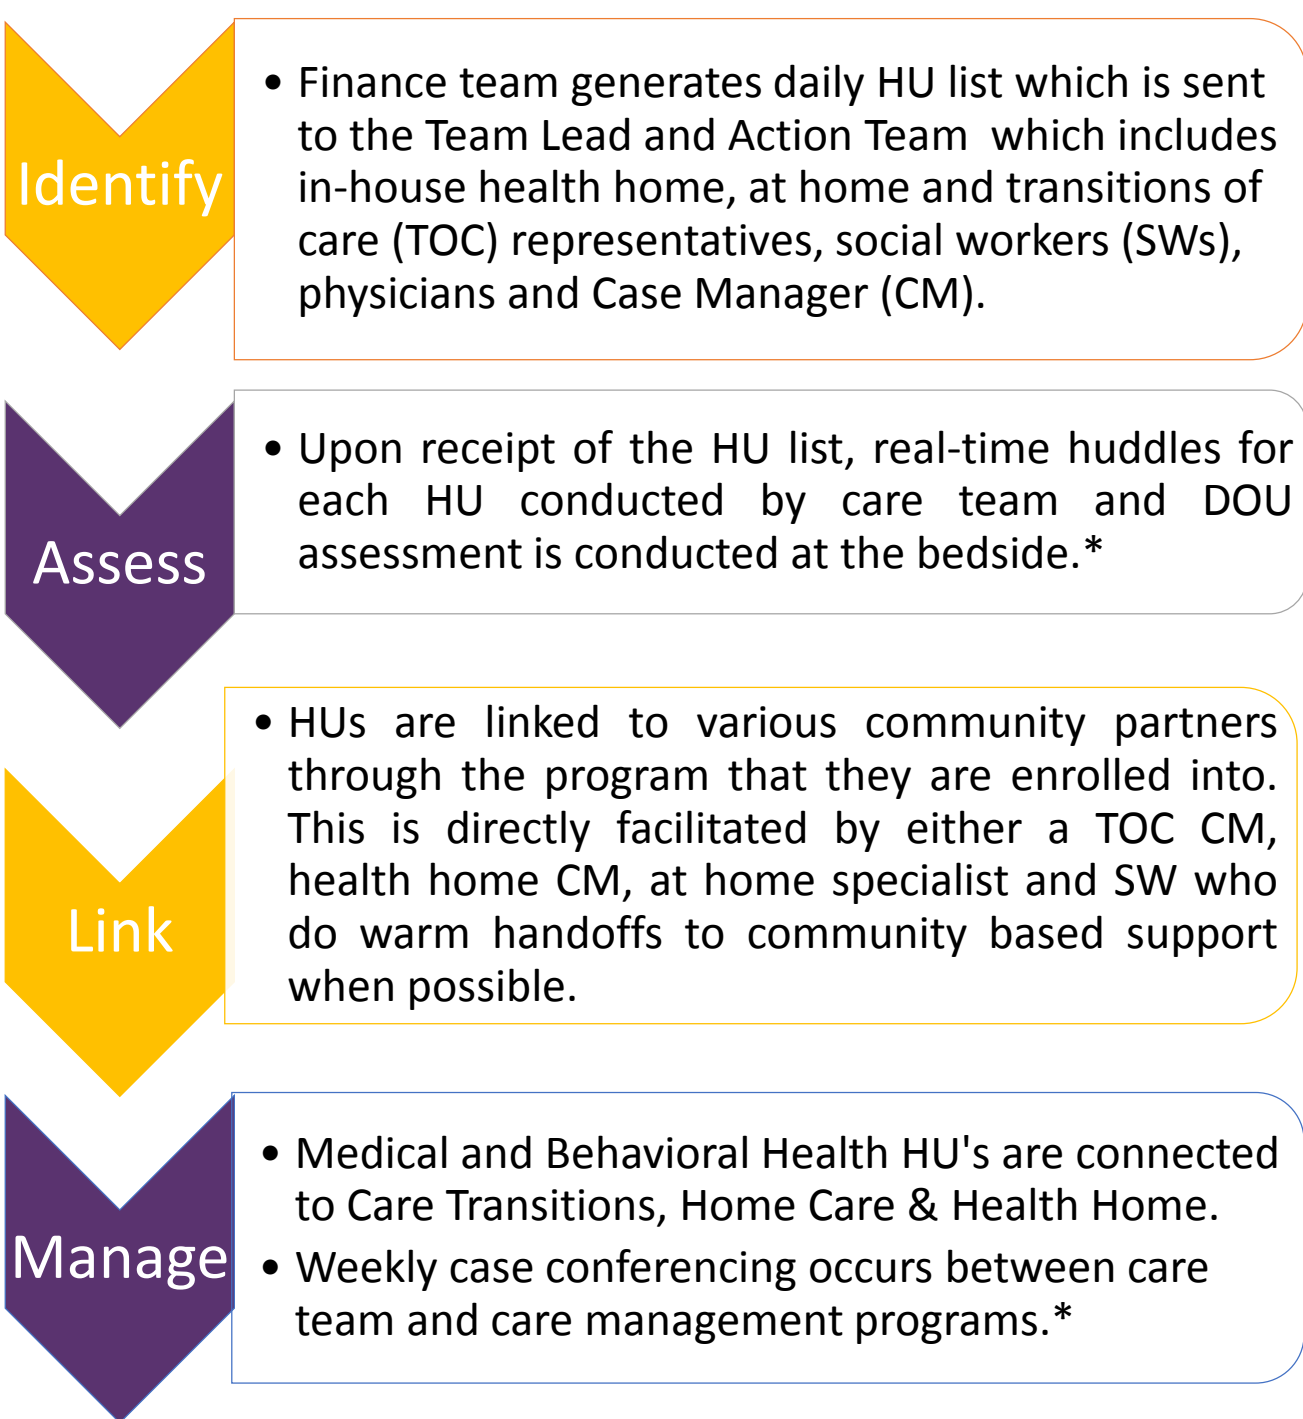 Identify
• Finance team generates daily HU list which is sent
to the Team Lead and Action Team which includes
in-house health home, at home and transitions of
care (TOC) representatives, social workers (SWs),
physicians and Case Manager (CM).
Assess
• Upon receipt of the HU list, real-time huddles for
each HU conducted by care team and DOU
assessment is conducted at the bedside.*
Link
• HUs are linked to various community partners
through the program that they are enrolled into.
This is directly facilitated by either a TOC CM,
health home CM, at home specialist and SW who
do warm handoffs to community based support
when possible.
Manage
• Medical and Behavioral Health HU's are connected
to Care Transitions, Home Care & Health Home.
• Weekly case conferencing occurs between care
team and care management programs.*